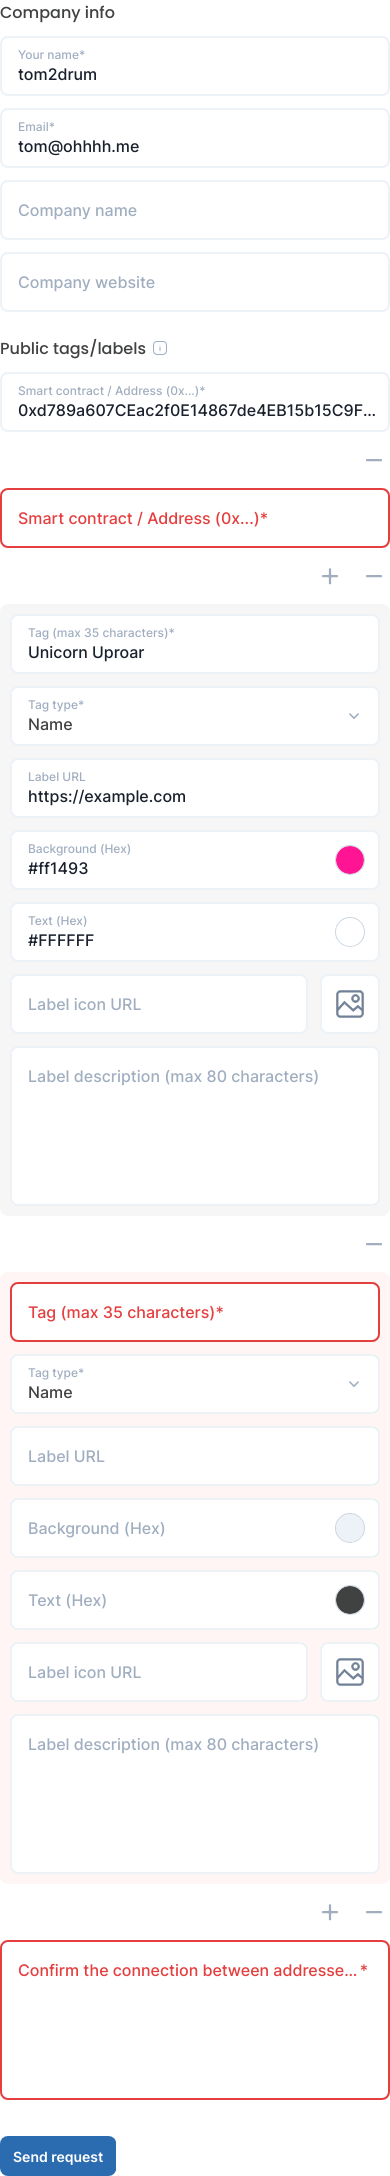 Company info
Your name*
tom2drum
Email*
tom@ohhhh.me
Company name
Company website
Public tags/labels
Smart contract / Address (0x...)*
0xd789a607CEac2f0E14867de4EB15b15C9F...
Smart contract / Address (0x...)*
Tag (max 35 characters)*
Unicorn Uproar
Tag type*
Name
Label URL
https://example.com
Background (Hex)
#ff1493
Text (Hex)
#FFFFFF
Label icon URL
Label description (max 80 characters)
Tag (max 35 characters)*
Tag type*
Name
Label URL
Background (Hex)
Text (Hex)
Label icon URL
Label description (max 80 characters)
Confirm the connection between addresse... *
Send request